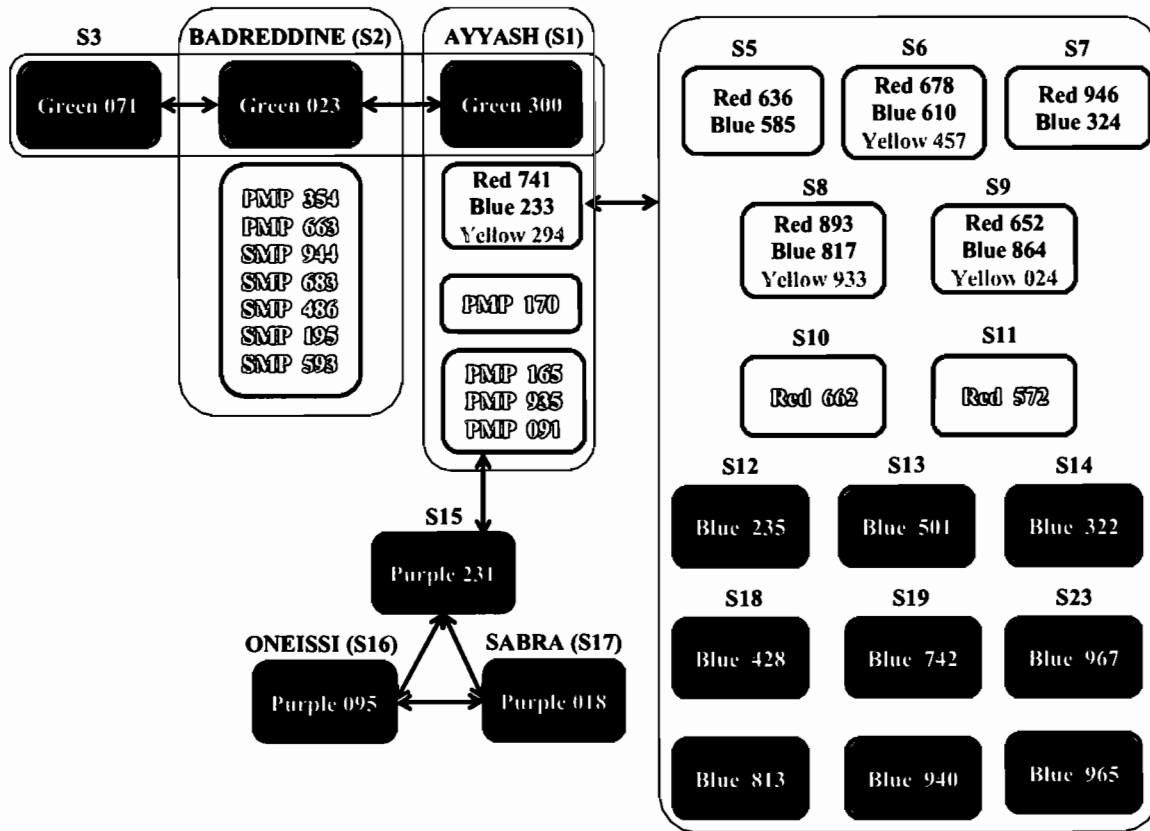 S3
BADREDDINE (S2)
AYYASH (S1)
Green 071
Green 023
Green 300
PMP 354
PMP 663
SMP 944
SMP 683
SMP 486
SMP 195
SMP 593
Red 741
Blue 233
Yellow 294
PMP 170
PMP 165
PMP 935
PMP 091
S15
Purple 231
ONEISSI (S16)
SABRA (S17)
Purple 095
Purple 018
S5
S6
S7
Red 636
Blue 585
Red 678
Blue 610
Yellow 457
Red 946
Blue 324
S8
S9
Red 893
Blue 817
Yellow 933
Red 652
Blue 864
Yellow 024
S10
S11
Red 662
Red 572
S12
S13
S14
Blue 235
Blue 501
Blue 322
S18
S19
S23
Blue 428
Blue 742
Blue 967
Blue 813
Blue 940
Blue 965